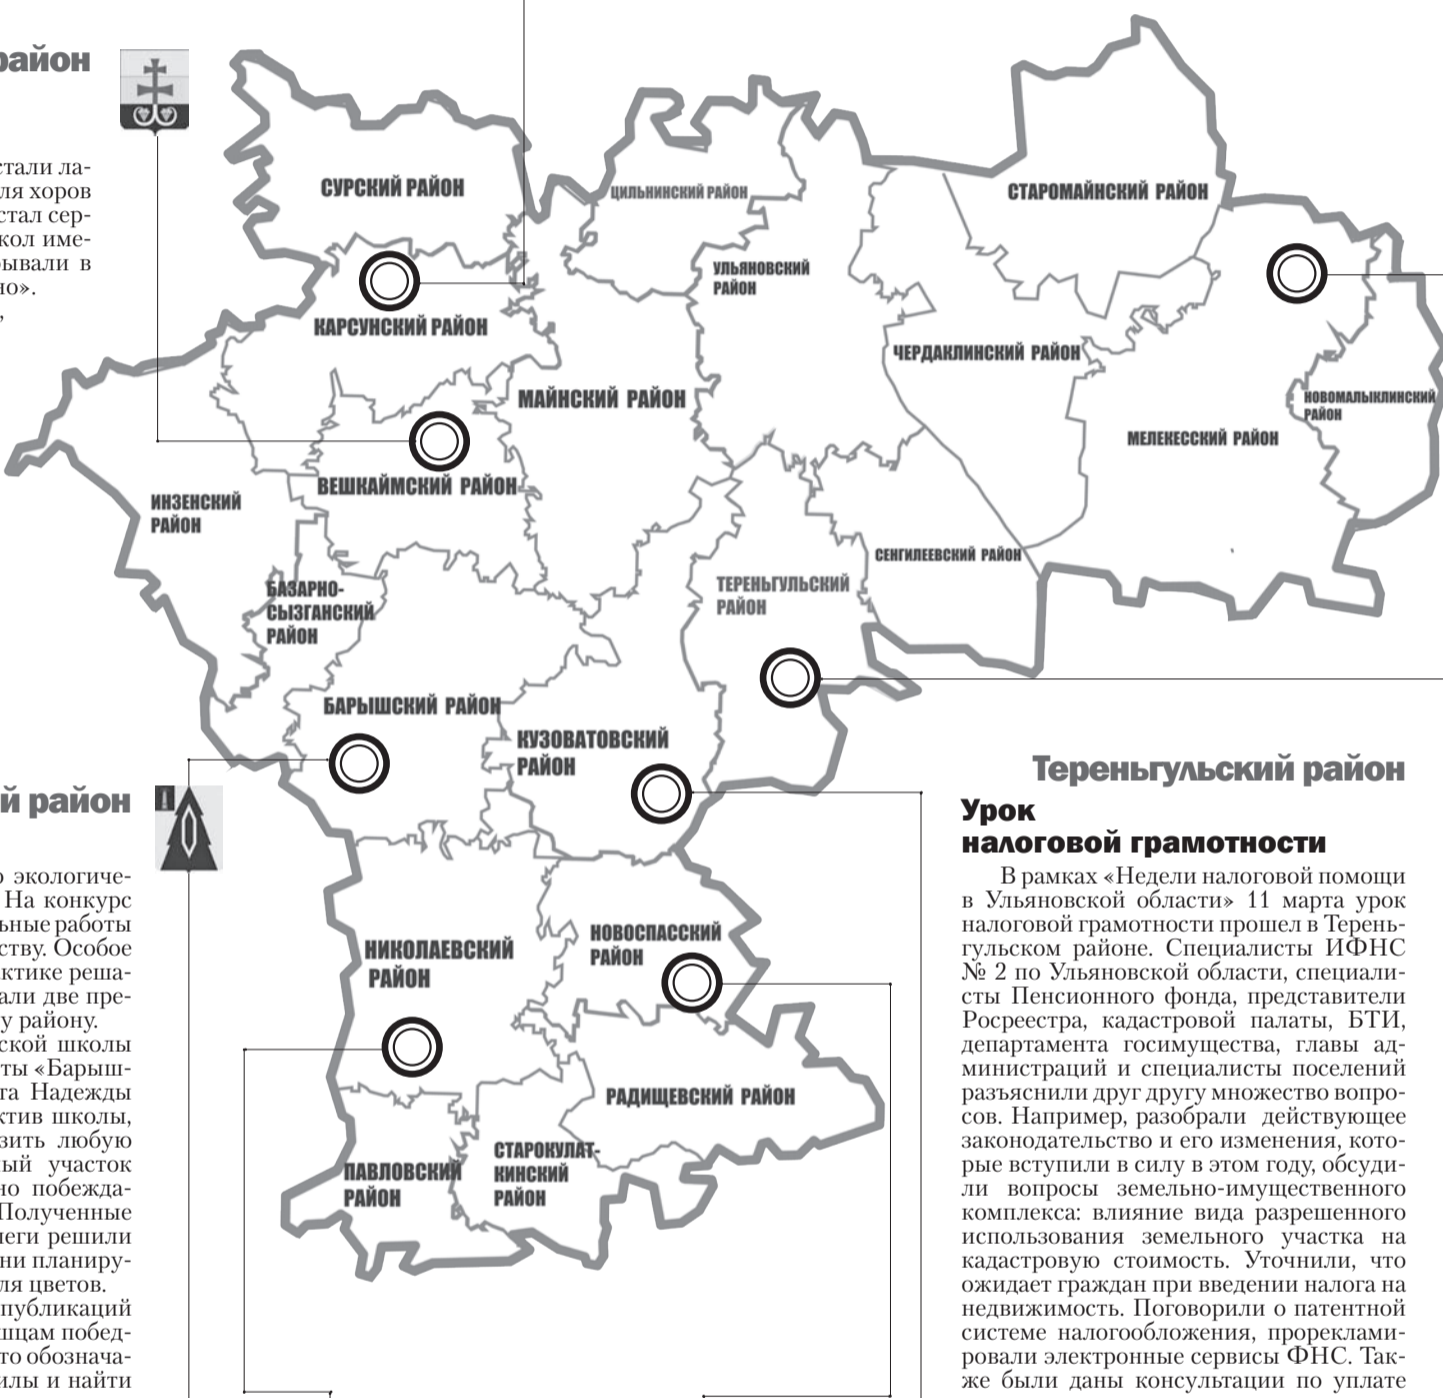 район
стали ла-
ля хоров
стал сер-
кол име-
ывали в
но».
СУРСКИЙ РАЙОН
ЦИЛЬНИНСКИЙ РАЙОН
СТАРОМАЙНСКИЙ РАЙОН
УЛЬЯНОВСКИЙ
РАЙОН
КАРСУНСКИЙ РАЙОН
ЧЕРДАКЛИНСКИЙ РАЙОН
МАЙНСКИЙ РАЙОН
НОВОМАЛЫКЛИНСКИЙ
РАЙОН
МЕЛЕКЕССКИЙ РАЙОН
ВЕШКАЙМСКИЙ РАЙОН
ИНЗЕНСКИЙ
РАЙОН
СЕНГИЛЕЕВСКИЙ РАЙОН
БАЗАРНО-
СЫЗГАНСКИЙ
РАЙОН
ТЕРЕНЬГУЛЬСКИЙ
РАЙОН
БАРЫШСКИЙ РАЙОН
КУЗОВАТОВСКИЙ
РАЙОН
НИКОЛАЕВСКИЙ
РАЙОН
НОВОСПАССКИЙ
РАЙОН
РАДИЩЕВСКИЙ РАЙОН
СТАРОКУЛАТ-
КИНСКИЙ
РАЙОН
ПАВЛОВСКИЙ
РАЙОН
й район
о экологиче-
На конкурс
льные работы
ству. Особое
актике реша-
али две пре-
у району.
ской школы
ты «Барыш-
та Надежды
ктив школы,
зить любую
ный участок
но побежда-
Полученные
леги решили
ни планиру-
ля цветов.
публикаций
шцам побед-
то обознача-
илы и найти
Тереньгульский район
Урок
налоговой грамотности
В рамках «Недели налоговой помощи
в Ульяновской области» 11 марта урок
налоговой грамотности прошел в Терень-
гульском районе. Специалисты ИФНС
№ 2 по Ульяновской области, специали-
сты Пенсионного фонда, представители
Росреестра, кадастровой палаты, БТИ,
департамента госимущества, главы ад-
министраций и специалисты поселений
разъяснили друг другу множество вопро-
сов. Например, разобрали действующее
законодательство и его изменения, кото-
рые вступили в силу в этом году, обсуди-
ли вопросы земельно-имущественного
комплекса: влияние вида разрешенного
использования земельного участка на
кадастровую стоимость. Уточнили, что
ожидает граждан при введении налога на
недвижимость. Поговорили о патентной
системе налогообложения, прореклами-
ровали электронные сервисы ФНС. Так-
же были даны консультации по уплате